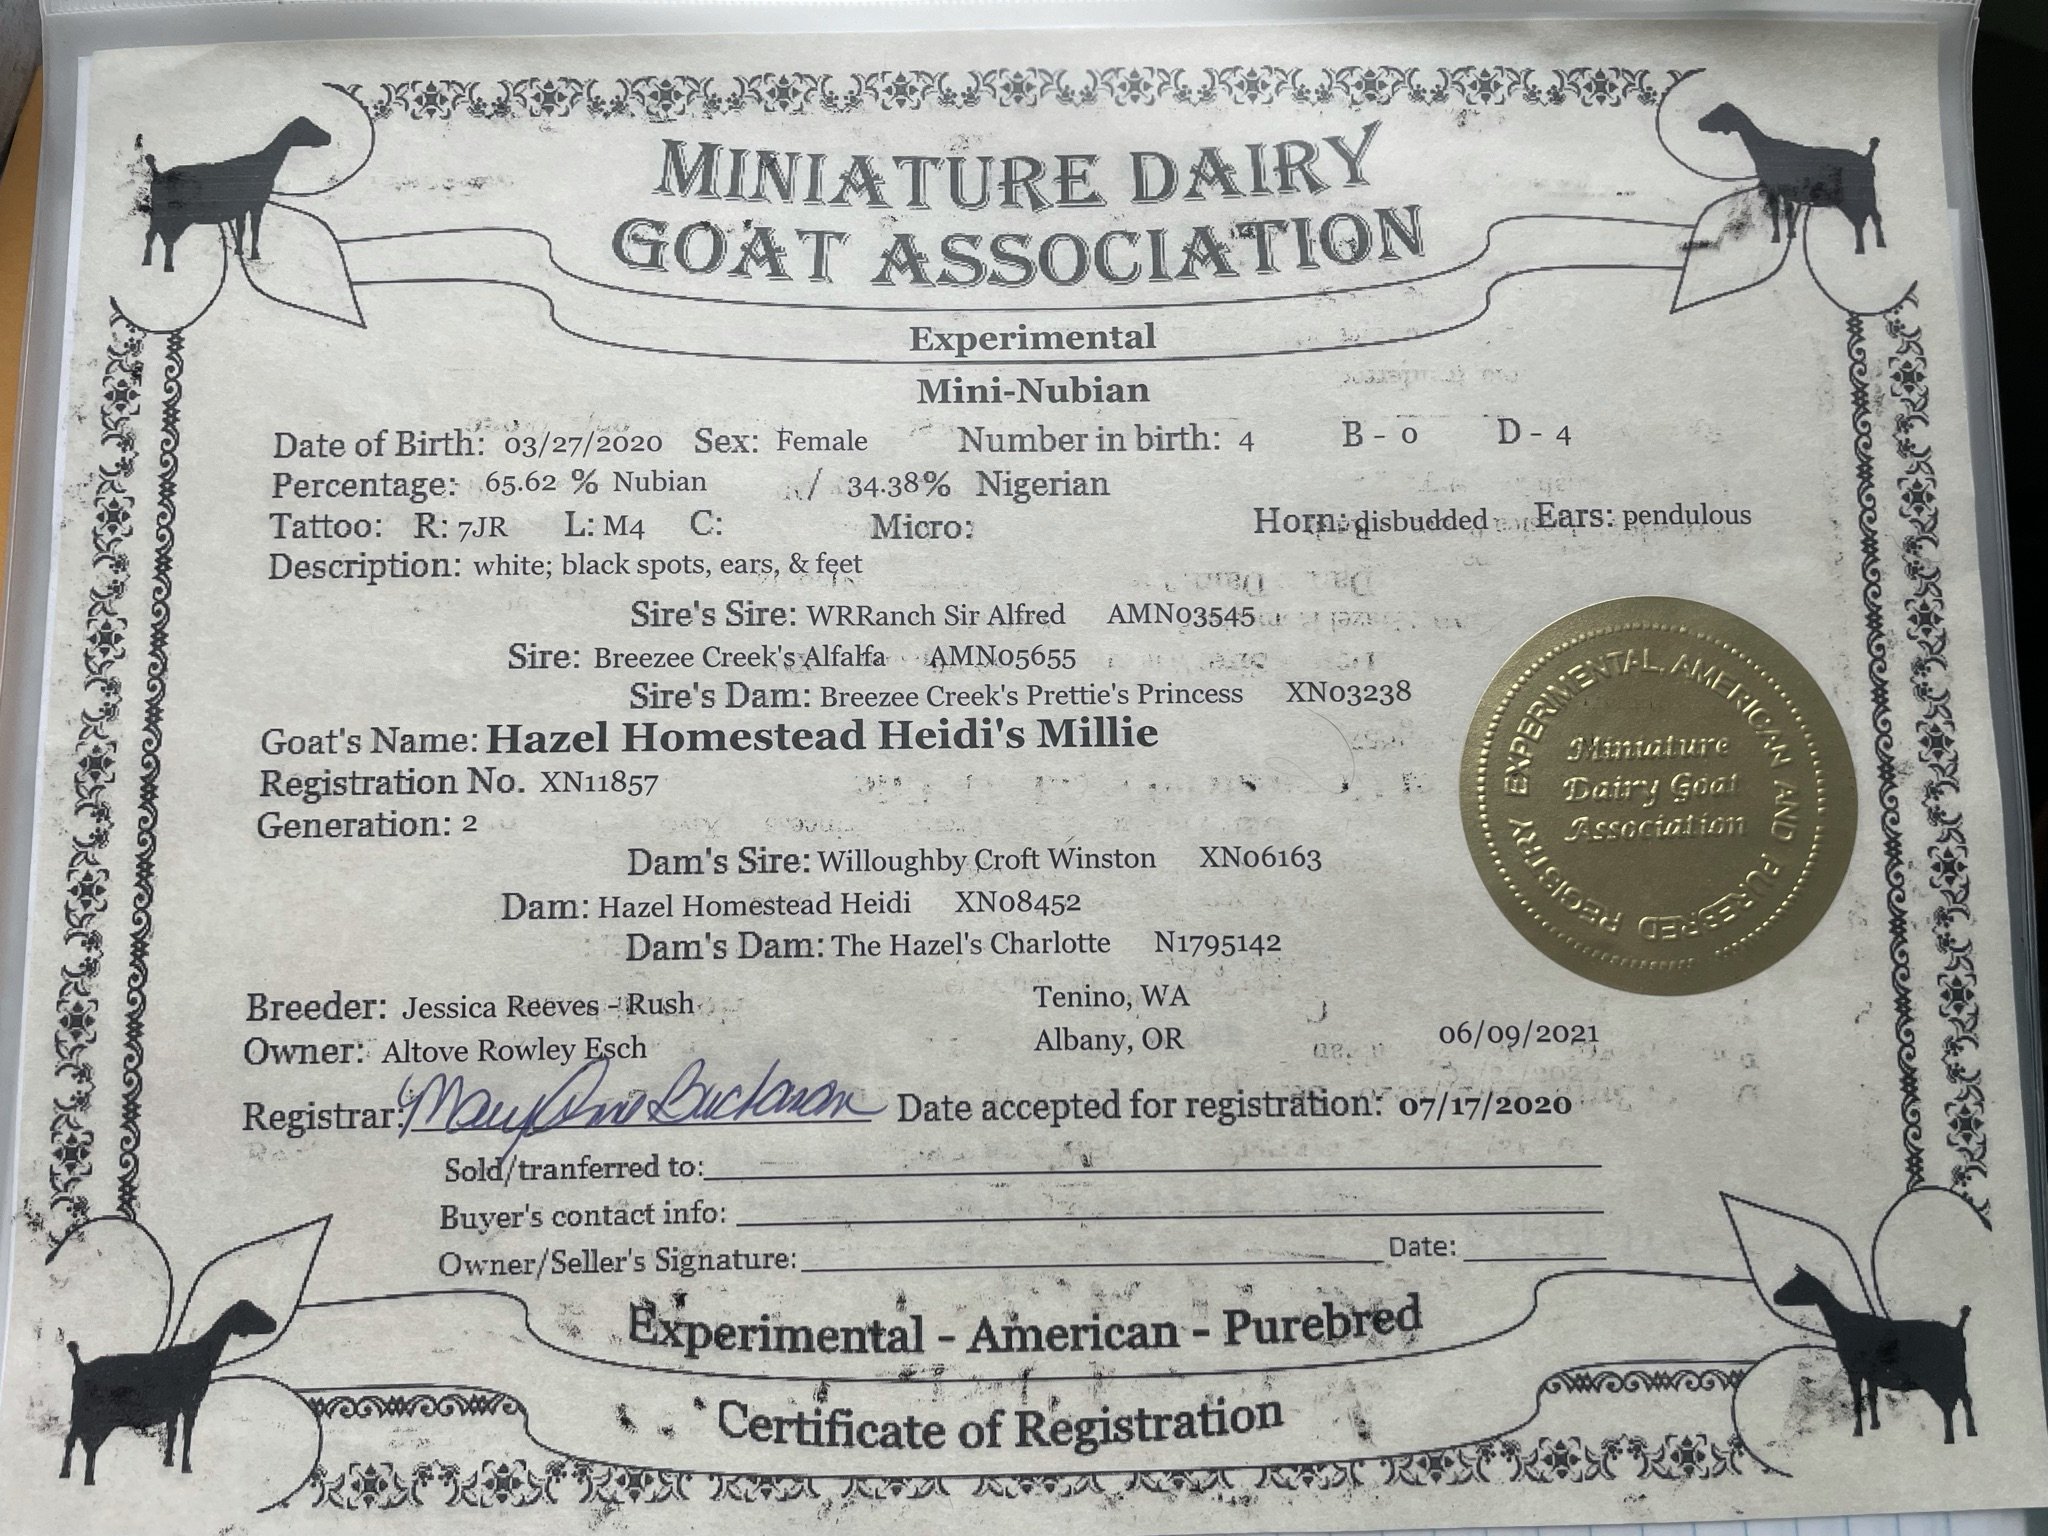 MINIATURE DAIRY
GOAT ASSOCIATION
Experimental
Mini-Nubian
Date of Birth: 03/27/2020 Sex: Female Number in birth: 4 B - 0 D - 4
Percentage: 65.62 % Nubian / 34.38% Nigerian
Tattoo: R: 7JR L: M4 C: Micro: Horn: disbudded Ears: pendulous
Description: white; black spots, ears, & feet
Sire's Sire: WRRanch Sir Alfred AMN03545
Sire: Breezee Creek's Alfalfa AMN05655
Sire's Dam: Breezee Creek's Prettie's Princess XN03238
Goat's Name: Hazel Homestead Heidi's Millie
Registration No. XN11857
Generation: 2
Dam's Sire: Willoughby Croft Winston XN06163
Dam: Hazel Homestead Heidi XN08452
Dam's Dam: The Hazel's Charlotte N1795142
EXPERIMENTAL, AMERICAN AND PUREBRED REGISTRY
Miniature
Dairy Goat
Association
Breeder: Jessica Reeves - Rush Tenino, WA
Owner: Altove Rowley Esch Albany, OR 06/09/2021
Registrar: Mary Ann Buchanan Date accepted for registration: 07/17/2020
Sold/tranferred to:
Buyer's contact info:
Owner/Seller's Signature: Date:
Experimental - American - Purebred
Certificate of Registration